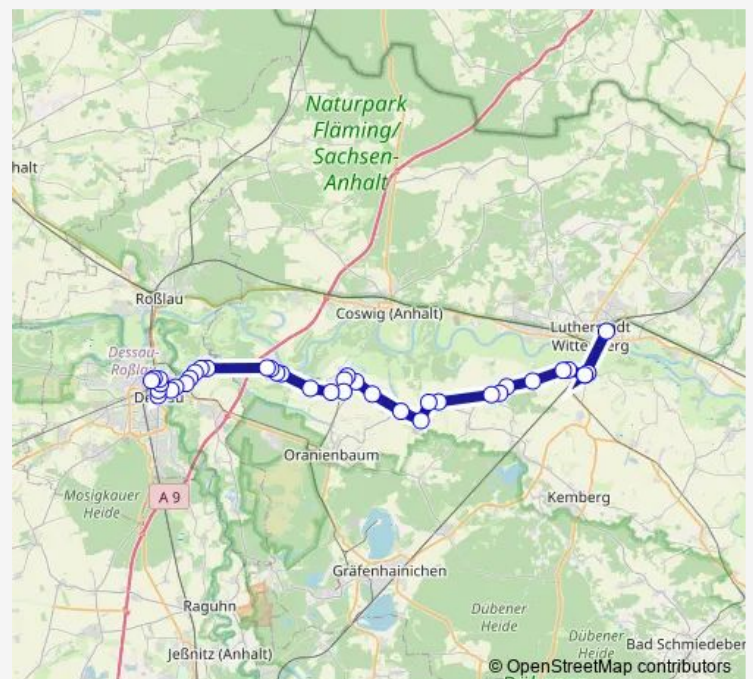 Naturpark
Fläming/
Sachsen-
Anhalt
halt
Roßlau
Coswig (Anhalt)
Dessau-
Roßlau
Oranienbaum
Mosigkauer
Heide
A 9
Kemberg
Gräfenhainichen
Raguhn
Dübener
Heide
Dübener
Heide
Bad Schmiedeber
Jeßnitz (Anhalt)
© OpenStreetMap contributors